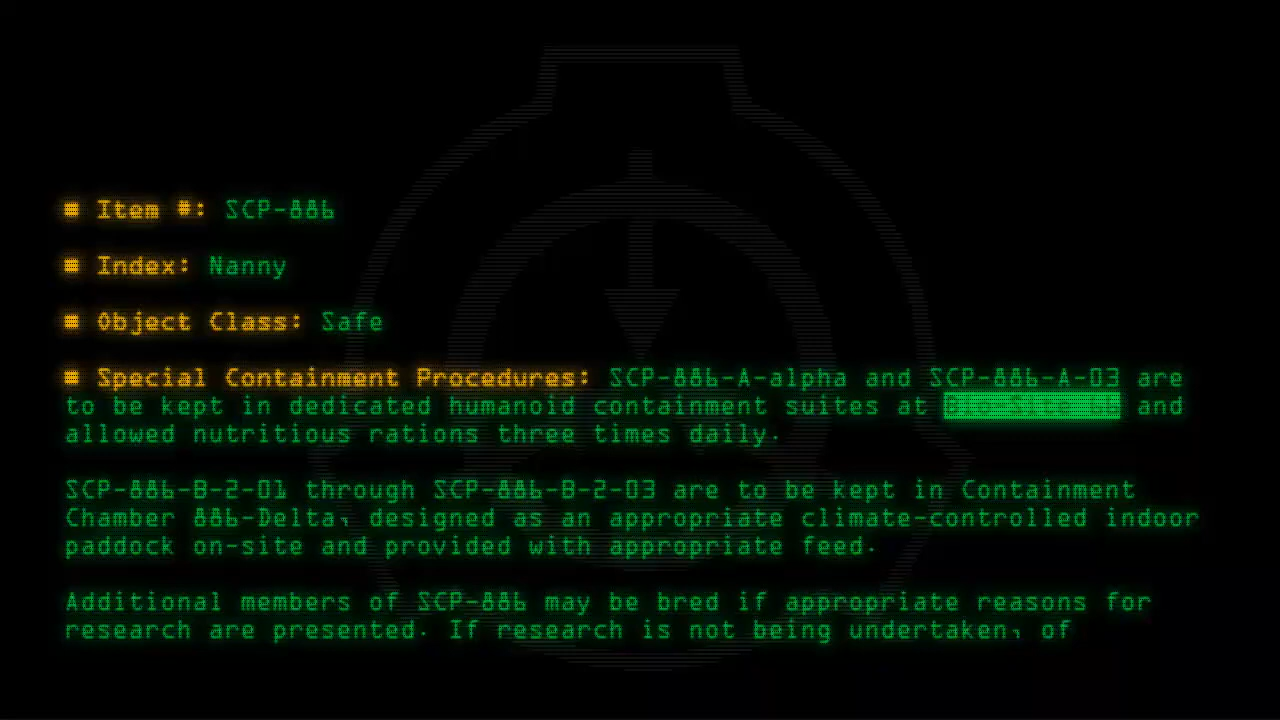 ■ Item #: SCP-886
■ Index: Nanny
■ Object Class: Safe
■ Special Containment Procedures: SCP-886-A-alpha and SCP-886-A-03 are
to be kept in dedicated humanoid containment suites at Bio-Site and
allowed nutritious rations three times daily.
SCP-886-B-2-01 through SCP-886-B-2-03 are to be kept in Containment
Chamber 886-Delta, designed as an appropriate climate-controlled indoor
paddock on-site and provided with appropriate feed.
Additional members of SCP-886 may be bred if appropriate reasons for
research are presented. If research is not being undertaken, of